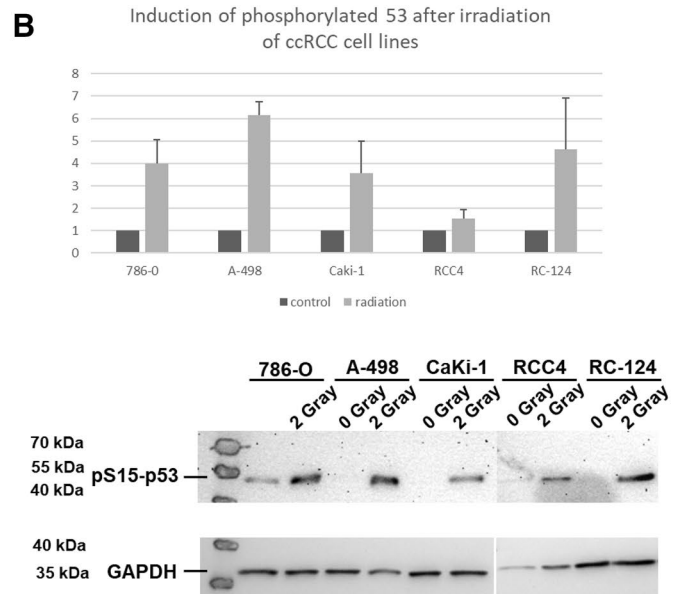 B
Induction of phosphorylated 53 after irradiation
of ccRCC cell lines
8
7
6
5
4
3
2
1
0
786-0 A-498 Caki-1 RCC4 RC-124
control radiation
786-O A-498 CaKi-1 RCC4 RC-124
2 Gray 0 Gray 2 Gray 0 Gray 2 Gray 0 Gray 2 Gray 0 Gray 2 Gray
70 kDa
55 kDa
pS15-p53
40 kDa
40 kDa
35 kDa GAPDH